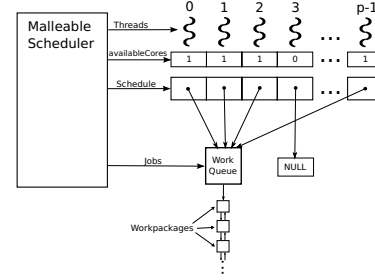 0 1 2 3 p-1
Malleable
Scheduler
Threads
...
availableCores
1 1 1 0 ... 1
Schedule
...
Jobs
Work
Queue
NULL
Workpackages
...